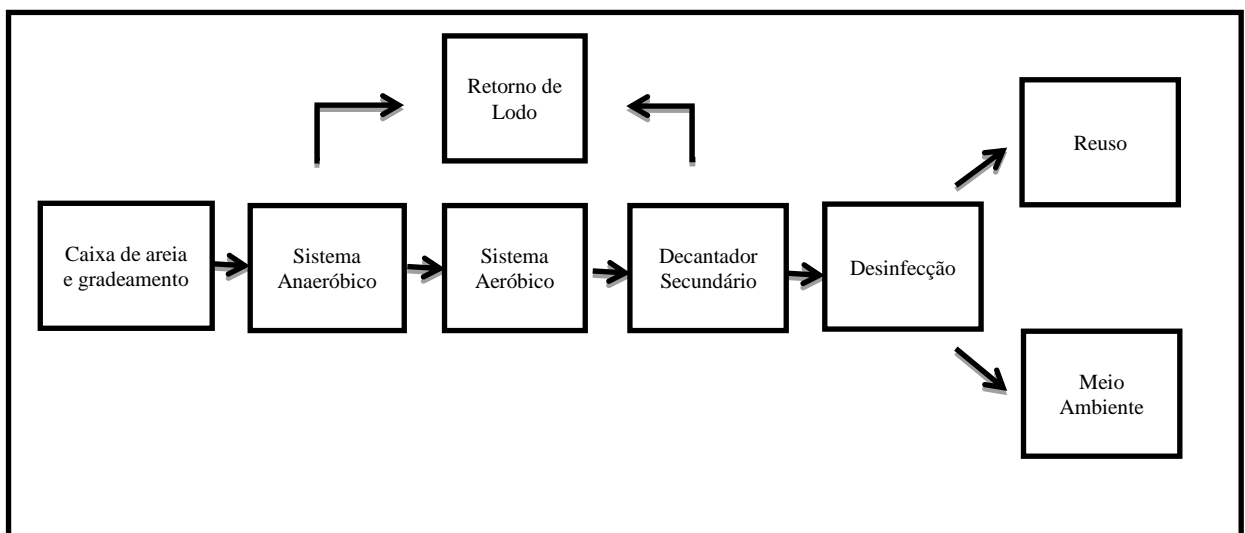 Retorno de
Lodo
Reuso
Caixa de areia
e gradeamento
Sistema
Anaeróbico
Sistema
Aeróbico
Decantador
Secundário
Desinfecção
Meio
Ambiente